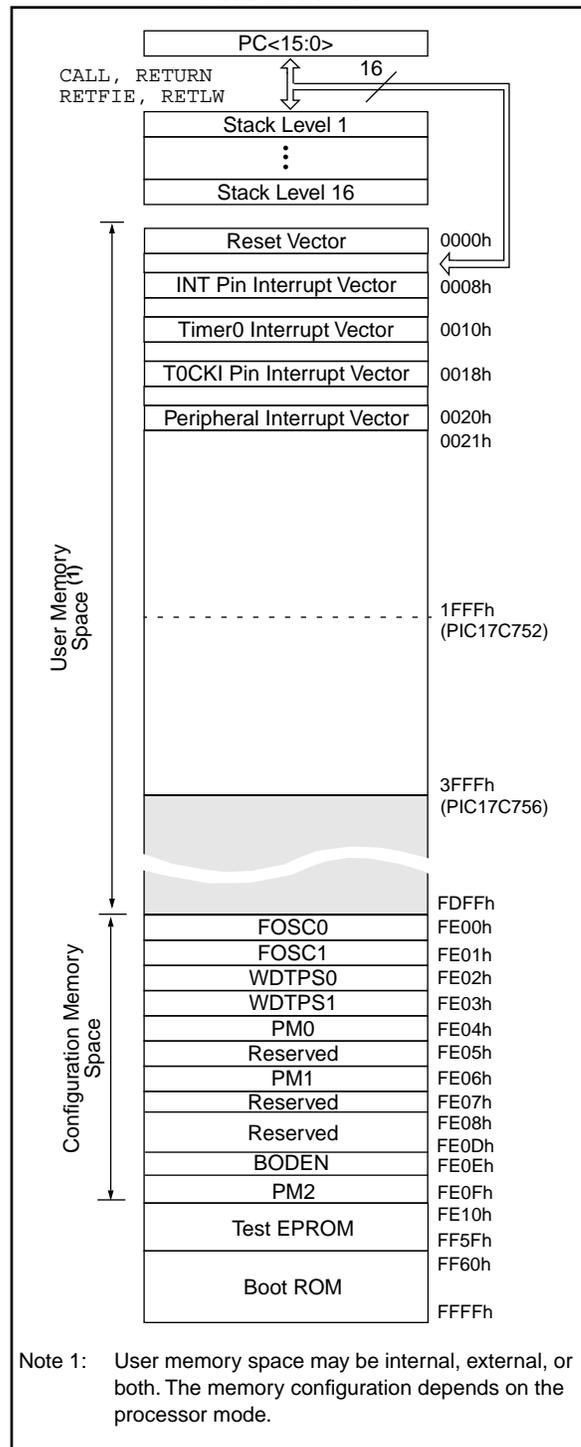 PC<15:0>
CALL, RETURN
RETFIE, RETLW
16
Stack Level 1
Stack Level 16
Reset Vector 0000h
INT Pin Interrupt Vector 0008h
Timer0 Interrupt Vector 0010h
T0CKI Pin Interrupt Vector 0018h
Peripheral Interrupt Vector 0020h
0021h
User Memory
Space (1)
1FFFh
(PIC17C752)
3FFFh
(PIC17C756)
FDFFh
Configuration Memory
Space
FOSC0 FE00h
FOSC1 FE01h
WDTPS0 FE02h
WDTPS1 FE03h
PM0 FE04h
Reserved FE05h
PM1 FE06h
Reserved FE07h
FE08h
Reserved
FE0Dh
BODEN FE0Eh
PM2 FE0Fh
FE10h
Test EPROM
FF5Fh
FF60h
Boot ROM
FFFFh
Note 1: User memory space may be internal, external, or
both. The memory configuration depends on the
processor mode.